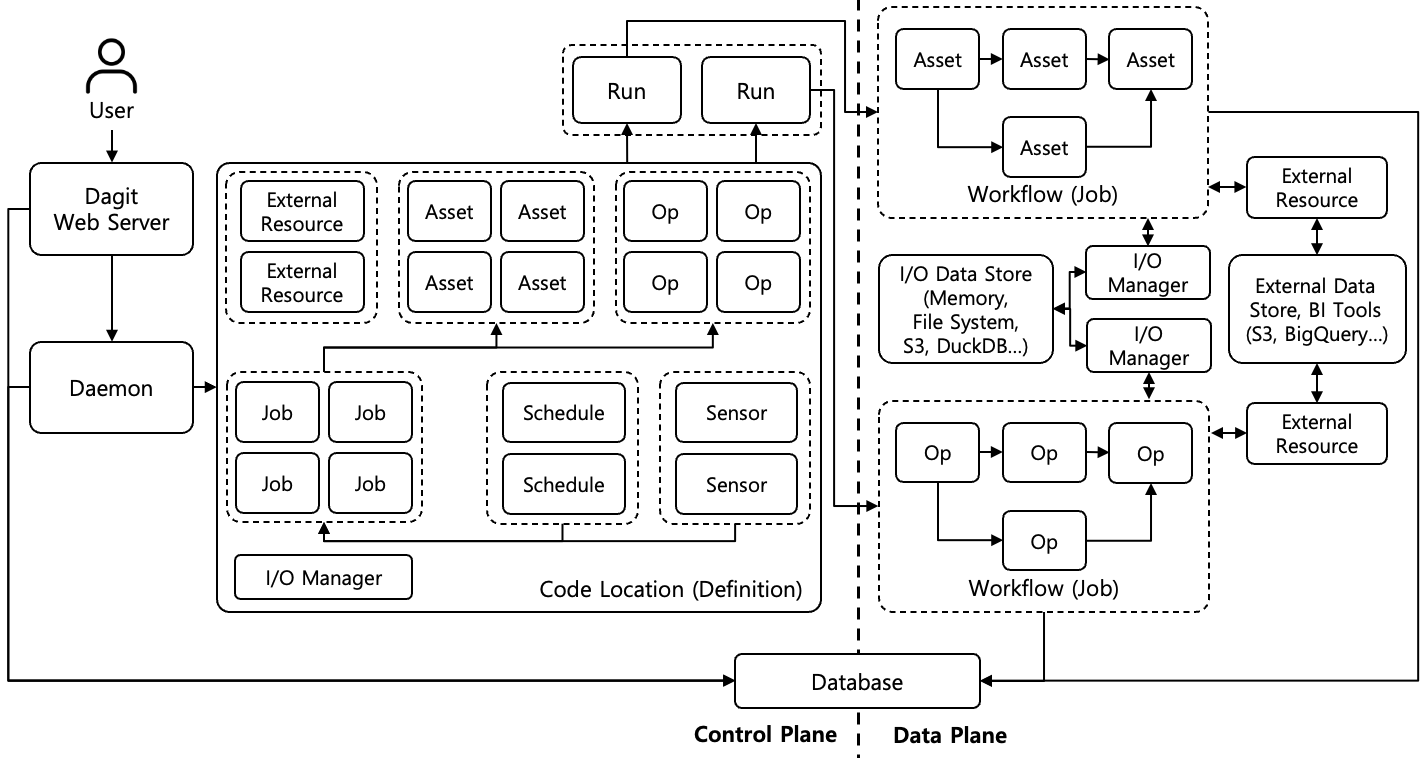 User
Dagit
Web Server
Daemon
Run
Run
External
Resource
External
Resource
Asset
Asset
Asset
Asset
Op
Op
Op
Op
Job
Job
Job
Job
Schedule
Schedule
Sensor
Sensor
I/O Manager
Code Location (Definition)
Asset
Asset
Asset
Asset
Workflow (Job)
External
Resource
I/O Data Store
(Memory,
File System,
S3, DuckDB...)
I/O
Manager
I/O
Manager
External Data
Store, BI Tools
(S3, BigQuery...)
External
Resource
Op
Op
Op
Op
Workflow (Job)
Database
Control Plane
Data Plane